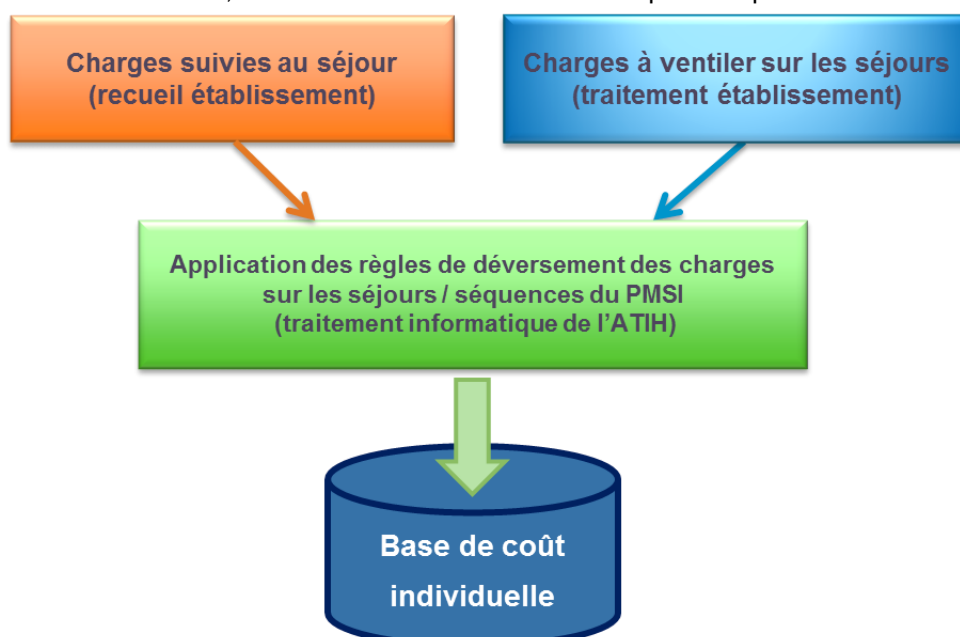 Charges suivies au séjour
(recueil établissement)
Charges à ventiler sur les séjours
(traitement établissement)
Application des règles de déversement des charges
sur les séjours / séquences du PMSI
(traitement informatique de l'ATIH)
Base de coût
individuelle